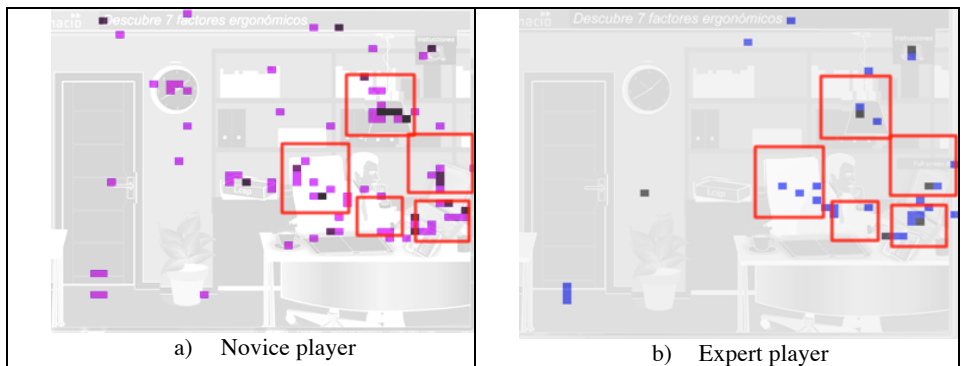 Descubre 7 factores ergonómicos
Descubre 7 factores ergonómicos
a) Novice player
b) Expert player